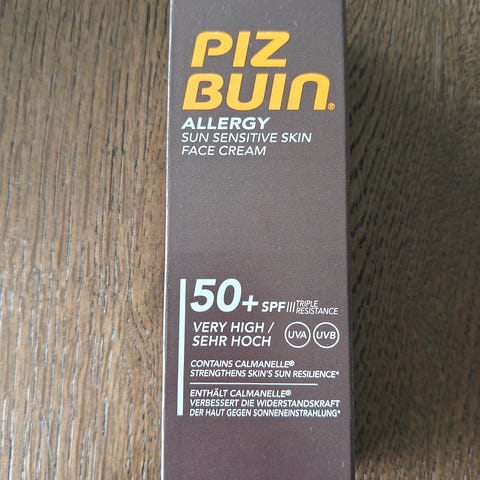 PIZ
BUIN®
ALLERGY
SUN SENSITIVE SKIN
FACE CREAM
50+ SPF TRIPLE
RESISTANCE
VERY HIGH /
SEHR HOCH
UVA UVB
CONTAINS CALMANELLE®
STRENGTHENS SKIN'S SUN RESILIENCE*
ENTHÄLT CALMANELLE®
VERBESSERT DIE WIDERSTANDSKRAFT
DER HAUT GEGEN SONNENEINSTRAHLUNG*